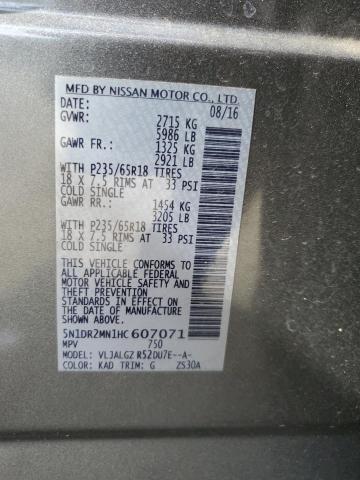 MFD BY NISSAN MOTOR CO., LTD.
DATE: 08/16
GVWR: 2715 KG
5986 LB
GAWR FR.: 1325 KG
2921 LB
WITH P235/65R18 TIRES
18 X 7.5 RIMS AT 33 PSI
COLD SINGLE
GAWR RR.: 1454 KG
3205 LB
WITH P235/65R18 TIRES
18 X 7.5 RIMS AT 33 PSI
COLD SINGLE
THIS VEHICLE CONFORMS TO
ALL APPLICABLE FEDERAL
MOTOR VEHICLE SAFETY
AND THEFT PREVENTION
STANDARDS IN EFFECT ON
THE DATE OF MANUFACTURE
SHOWN ABOVE.
5N1DR2MN1HC607071
MPV 750
MODEL: VLJALGZ R52DU7E--A-
COLOR: KAD TRIM: G ZS30A